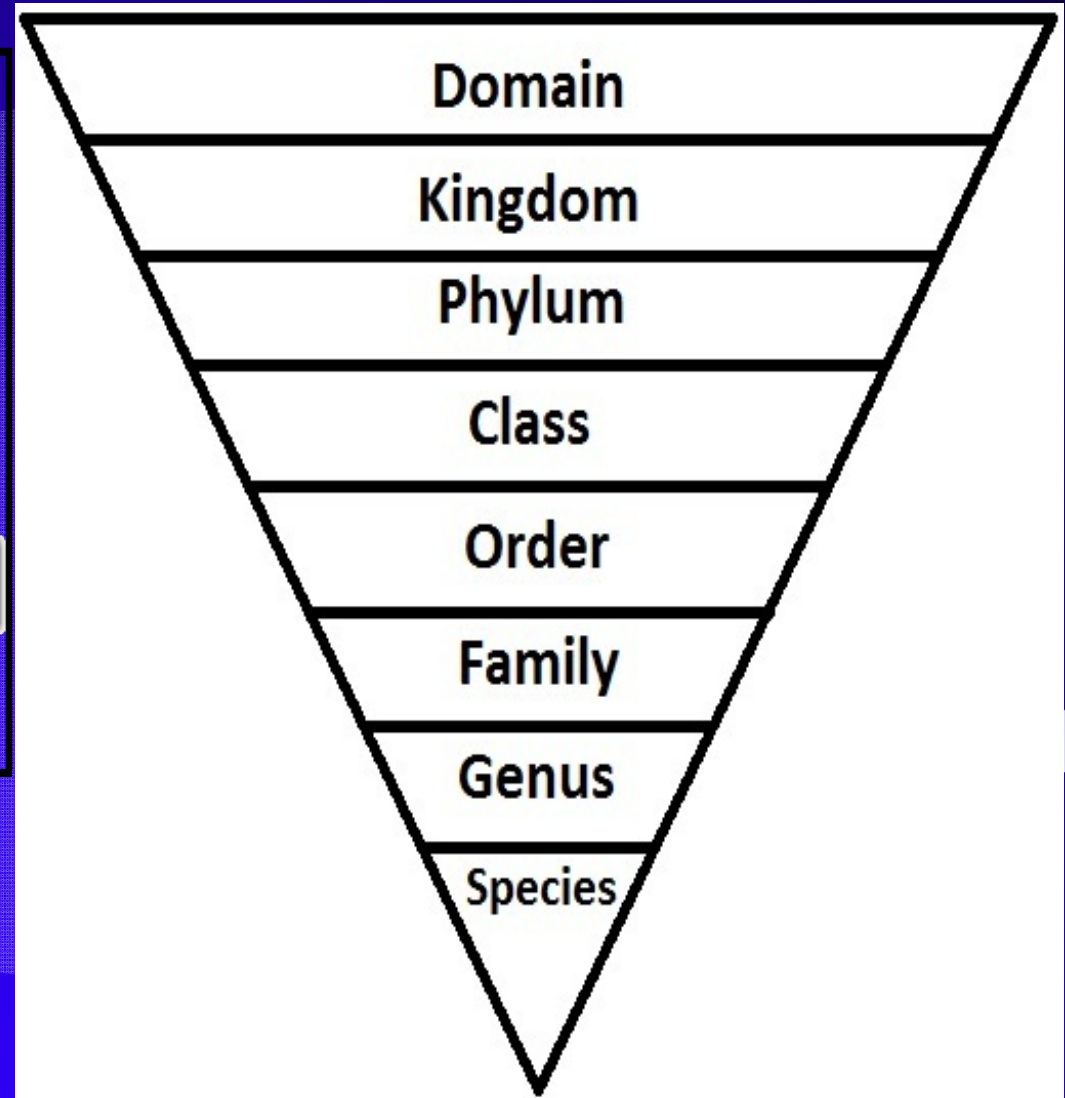 Domain
Kingdom
Phylum
Class
Order
Family
Genus
Species